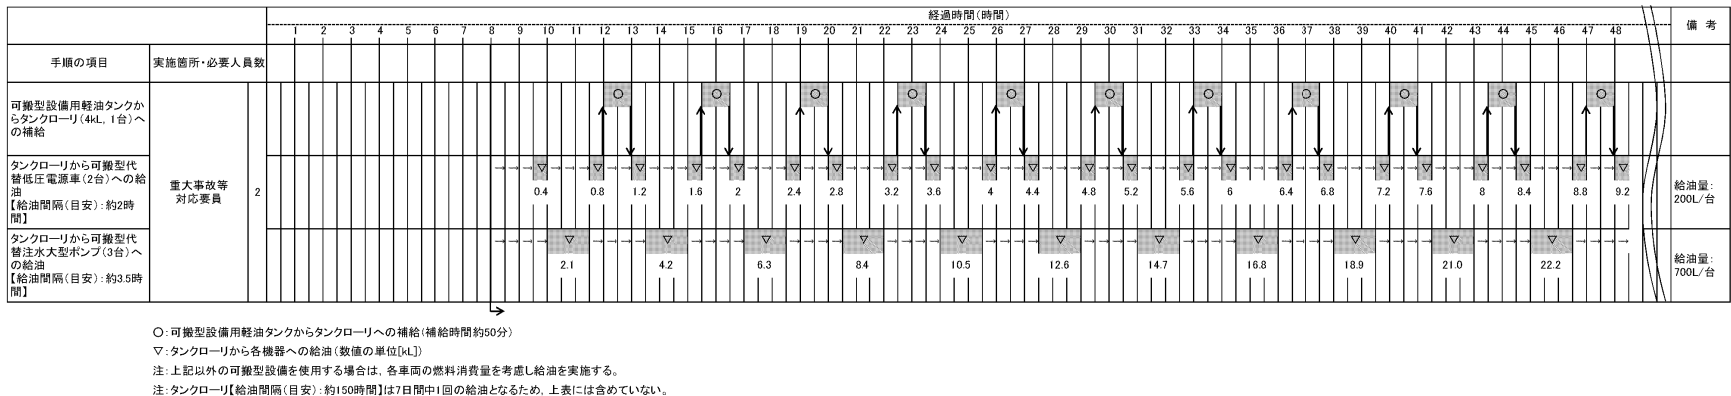 経過時間(時間)
備 考
1 2 3 4 5 6 7 8 9 10 11 12 13 14 15 16 17 18 19 20 21 22 23 24 25 26 27 28 29 30 31 32 33 34 35 36 37 38 39 40 41 42 43 44 45 46 47 48
手順の項目
実施箇所・必要人員数
可搬型設備用軽油タンクか
らタンクローリ(4kL, 1台)へ
の補給
○ ○ ○ ○ ○ ○ ○ ○ ○ ○ ○
タンクローリから可搬型代
替低圧電源車(2台)への給
油
【給油間隔(目安):約2時
間】
重大事故等
対応要員
2
0.4 0.8 1.2 1.6 2 2.4 2.8 3.2 3.6 4 4.4 4.8 5.2 5.6 6 6.4 6.8 7.2 7.6 8 8.4 8.8 9.2
給油量:
200L/台
タンクローリから可搬型代
替注水大型ポンプ(3台)へ
の給油
【給油間隔(目安):約3.5時
間】
2.1 4.2 6.3 8.4 10.5 12.6 14.7 16.8 18.9 21.0 22.2
給油量:
700L/台
○:可搬型設備用軽油タンクからタンクローリへの補給(補給時間約50分)
▽:タンクローリから各機器への給油(数値の単位[kL])
注:上記以外の可搬型設備を使用する場合は, 各車両の燃料消費量を考慮し給油を実施する。
注:タンクローリ【給油間隔(目安):約150時間】は7日間中1回の給油となるため, 上表には含めていない。